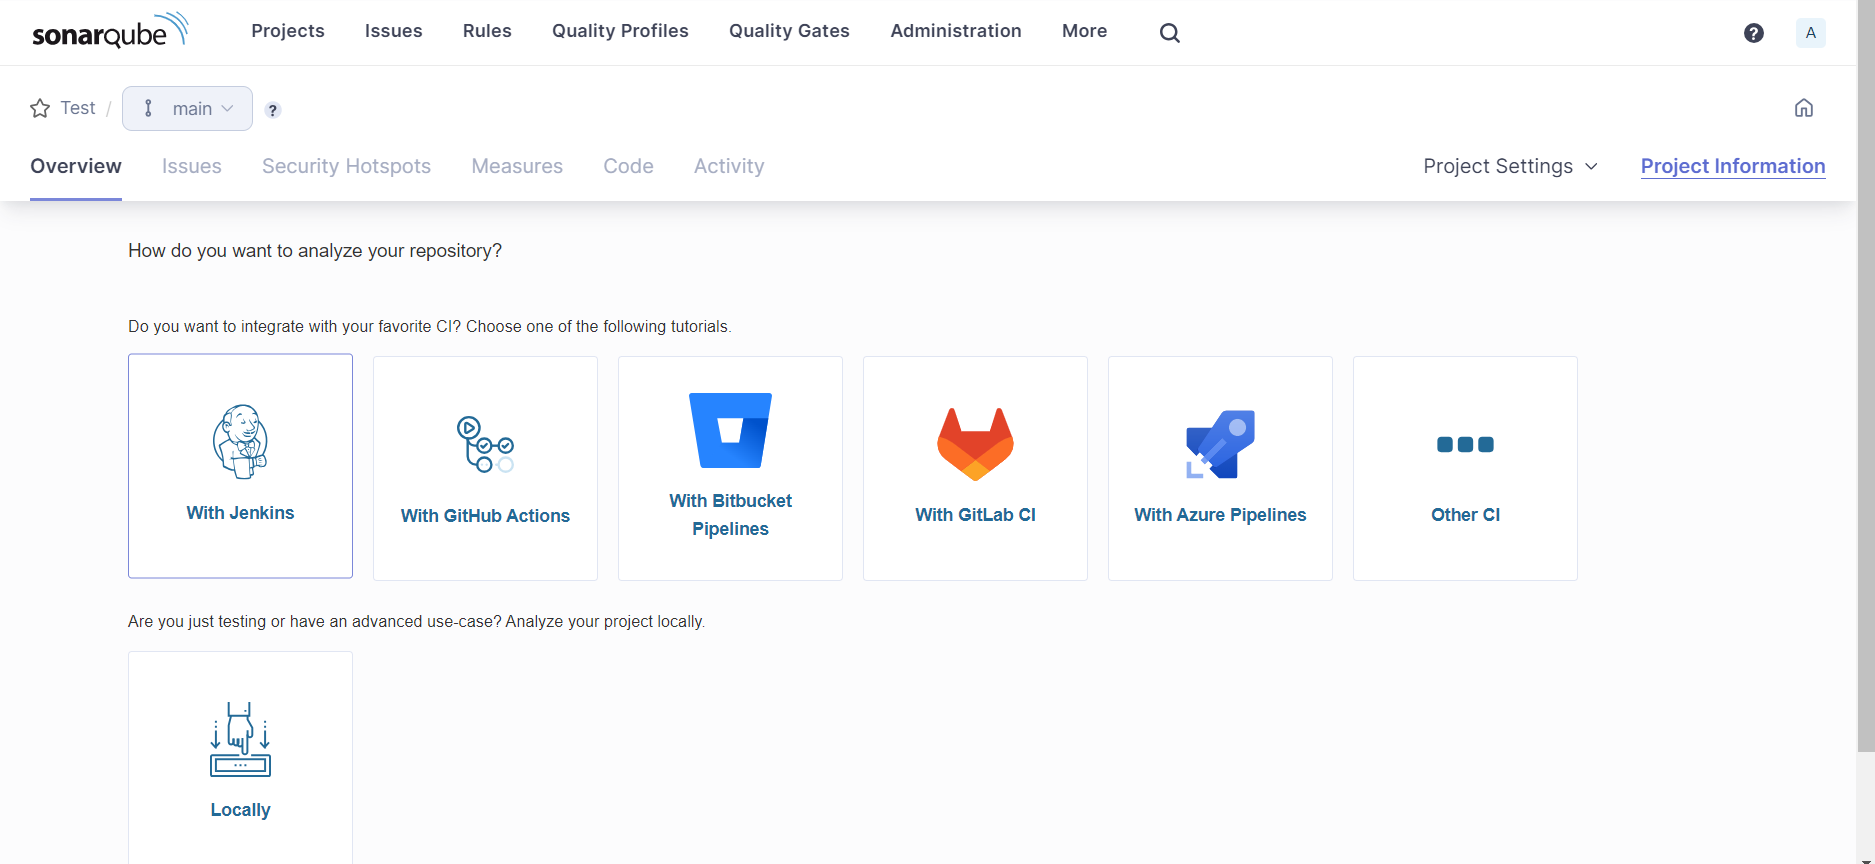 sonarqube Projects Issues Rules Quality Profiles Quality Gates Administration More ? A
Test / main ?
Overview Issues Security Hotspots Measures Code Activity Project Settings Project Information
How do you want to analyze your repository?
Do you want to integrate with your favorite CI? Choose one of the following tutorials.
With Jenkins
With GitHub Actions
With Bitbucket
Pipelines
With GitLab CI
With Azure Pipelines
Other CI
Are you just testing or have an advanced use-case? Analyze your project locally.
Locally